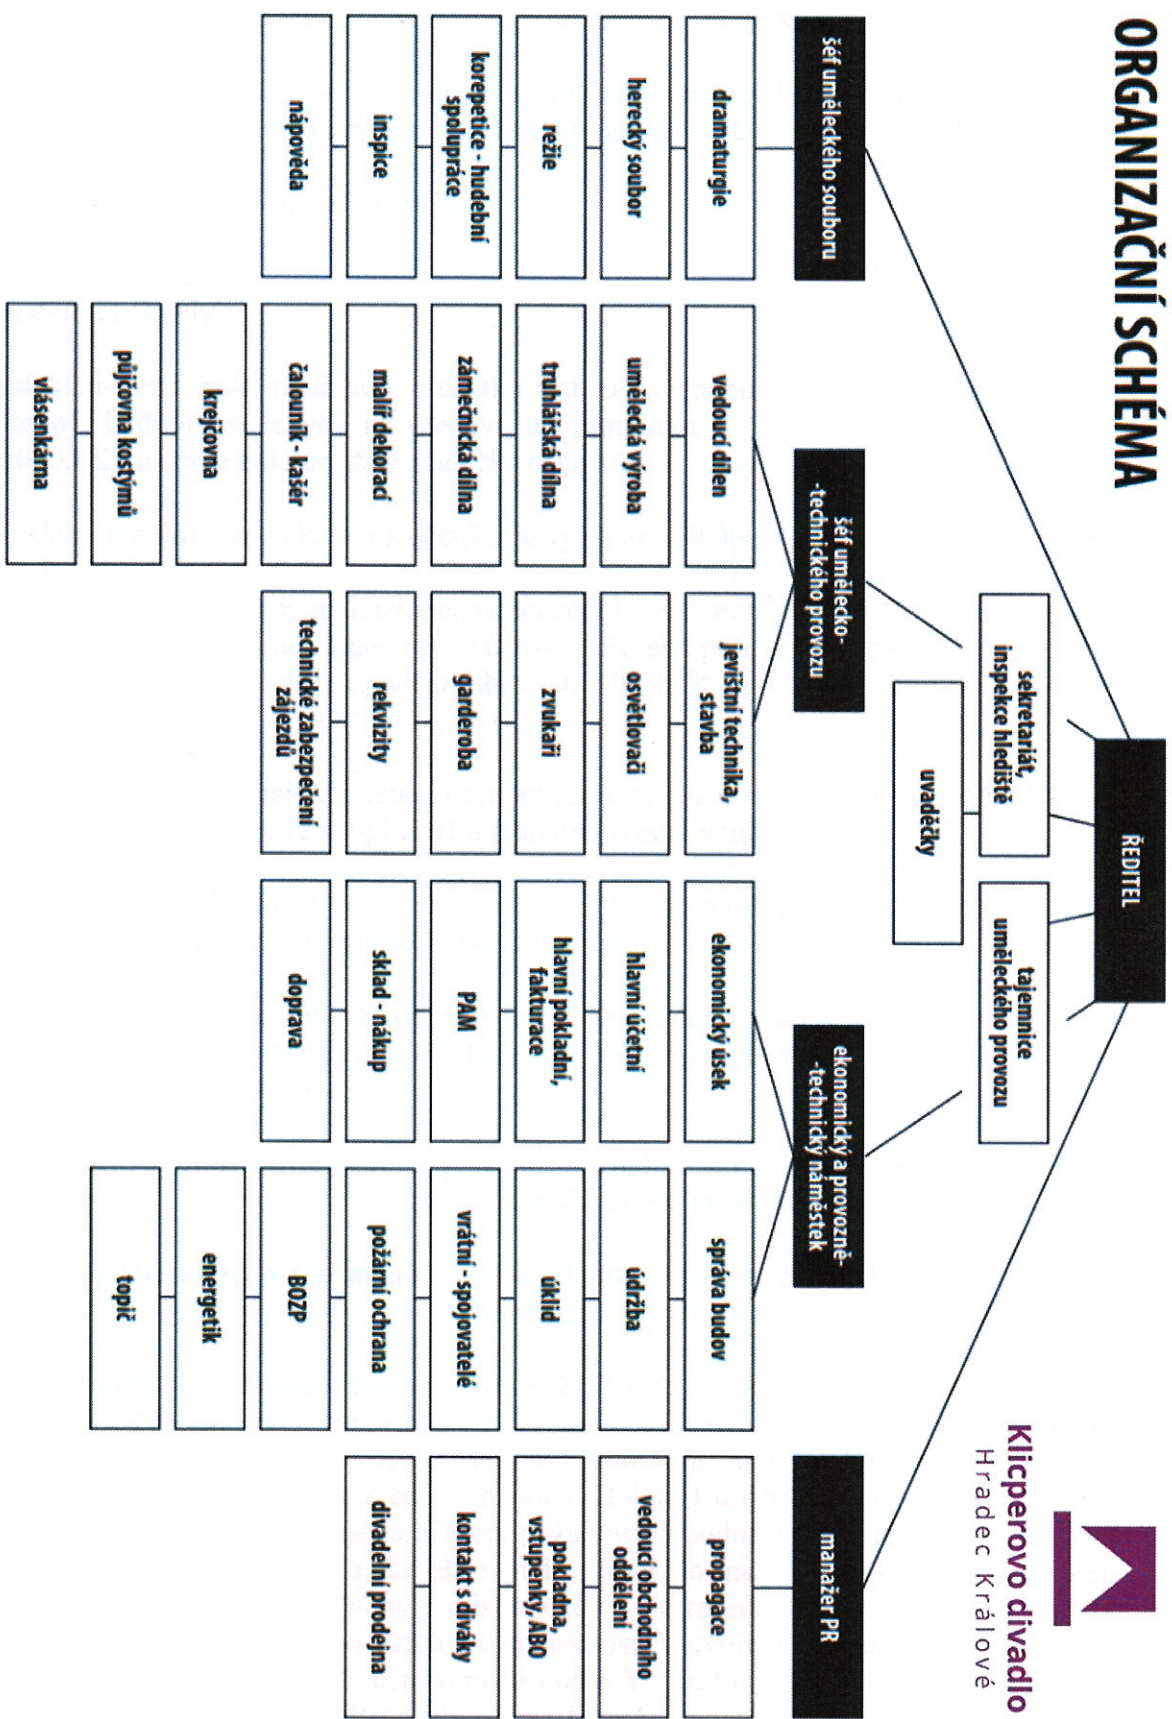 ORGANIZAČNÍ SCHÉMA
Klicperovo divadlo
Hradec Králové
ŘEDITEL
sekretariát,
inspekce hlediště
tajemnice
uměleckého provozu
uvaděčky
šéf uměleckého souboru
šéf umělecko-
-technického provozu
ekonomický a provozně-
-technický náměstek
manažer PR
dramaturgie
herecký soubor
režie
korepetice - hudební
spolupráce
inspice
nápověda
vedoucí dílen
umělecká výroba
truhlářská dílna
zámečnická dílna
malíř dekorací
čalouník - kašér
krejčovna
půjčovna kostýmů
vlásenkárna
jevištní technika,
stavba
osvětlovači
zvukaři
garderoba
rekvizity
technické zabezpečení
zájezdů
ekonomický úsek
hlavní účetní
hlavní pokladní,
fakturace
PAM
sklad - nákup
doprava
správa budov
údržba
úklid
vrátní - spojovatelé
požární ochrana
BOZP
energetik
topič
propagace
vedoucí obchodního
oddělení
pokladna,
vstupenky, ABO
kontakt s diváky
divadelní prodejna